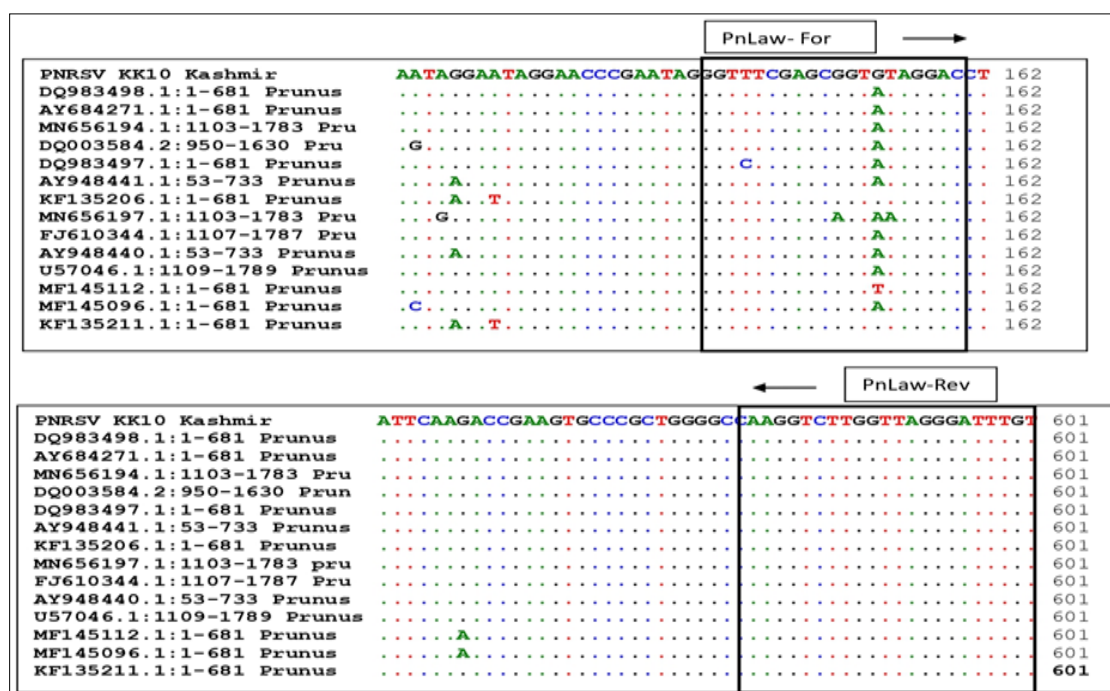 PnLaw- For
PNRSV KK10 Kashmir AATAGGAATAGGAACCCGAATAGGGTTTCGAGCGGTGTAGGACCT 162
DQ983498.1:1-681 Prunus ....................................A........ 162
AY684271.1:1-681 Prunus ....................................A........ 162
MN656194.1:1103-1783 Pru ....................................A........ 162
DQ003584.2:950-1630 Pru .G..................................A........ 162
DQ983497.1:1-681 Prunus ..........................C.........A........ 162
AY948441.1:53-733 Prunus ....A...............................A........ 162
KF135206.1:1-681 Prunus ....A..T..................................... 162
MN656197.1:1103-1783 Pru ...G.............................A..AA....... 162
FJ610344.1:1107-1787 Pru ....................................A........ 162
AY948440.1:53-733 Prunus ....A...............................A........ 162
U57046.1:1109-1789 Prunus ....................................A........ 162
MF145112.1:1-681 Prunus ....................................T........ 162
MF145096.1:1-681 Prunus .C..................................A........ 162
KF135211.1:1-681 Prunus ....A..T..................................... 162
PnLaw-Rev
PNRSV KK10 Kashmir ATTCAAGACCGAAGTGCCCGCTGGGGCCAAGGTCTTGGTTAGGGATTTGT 601
DQ983498.1:1-681 Prunus .................................................. 601
AY684271.1:1-681 Prunus .................................................. 601
MN656194.1:1103-1783 Pru .................................................. 601
DQ003584.2:950-1630 Prun .................................................. 601
DQ983497.1:1-681 Prunus .................................................. 601
AY948441.1:53-733 Prunus .................................................. 601
KF135206.1:1-681 Prunus .................................................. 601
MN656197.1:1103-1783 pru .................................................. 601
FJ610344.1:1107-1787 Pru .................................................. 601
AY948440.1:53-733 Prunus .................................................. 601
U57046.1:1109-1789 Prunus .................................................. 601
MF145112.1:1-681 Prunus ......A........................................... 601
MF145096.1:1-681 Prunus ......A........................................... 601
KF135211.1:1-681 Prunus .................................................. 601